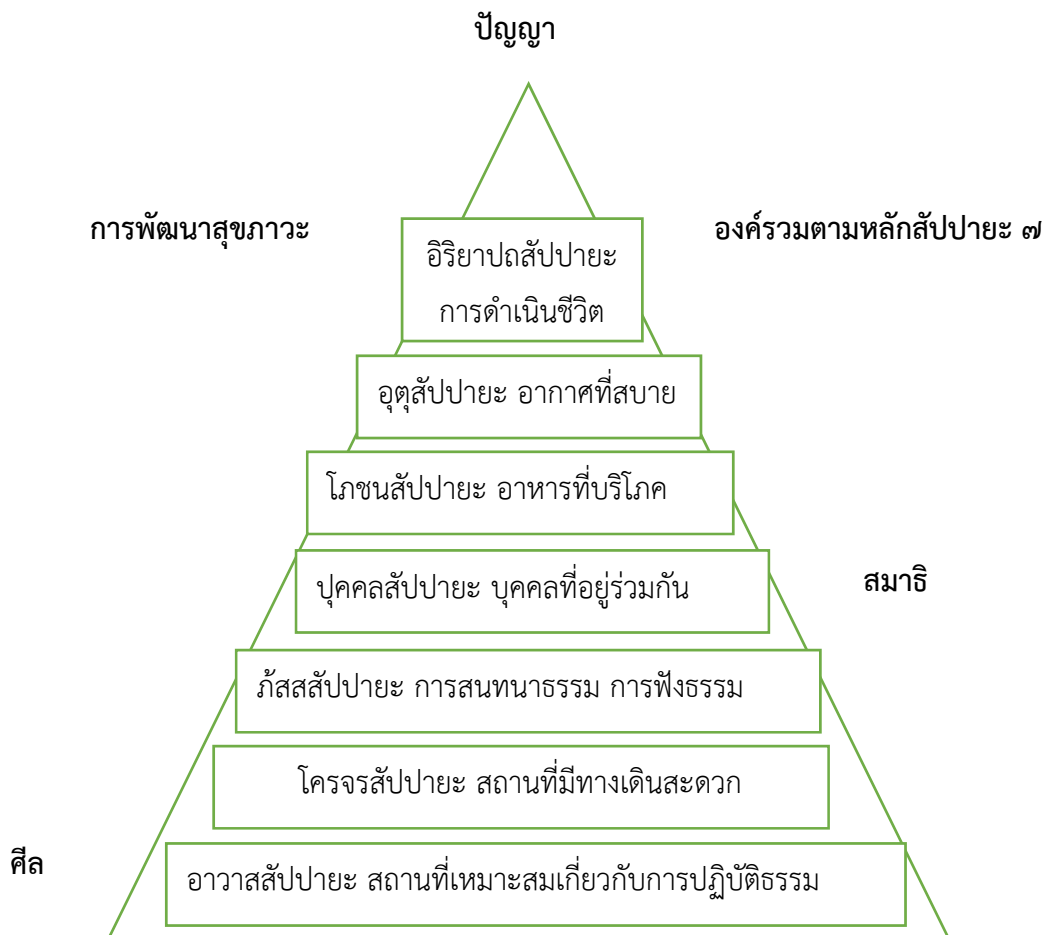 ปัญญา
การพัฒนาสุขภาวะ
องค์รวมตามหลักสัปปายะ ๗
อิริยาปถสัปปายะ
การดำเนินชีวิต
อุตุสัปปายะ อากาศที่สบาย
โภชนสัปปายะ อาหารที่บริโภค
ปุคคลสัปปายะ บุคคลที่อยู่ร่วมกัน
สมาธิ
ภัสสสัปปายะ การสนทนาธรรม การฟังธรรม
โครจรสัปปายะ สถานที่มีทางเดินสะดวก
ศีล
อาวาสสัปปายะ สถานที่เหมาะสมเกี่ยวกับการปฏิบัติธรรม